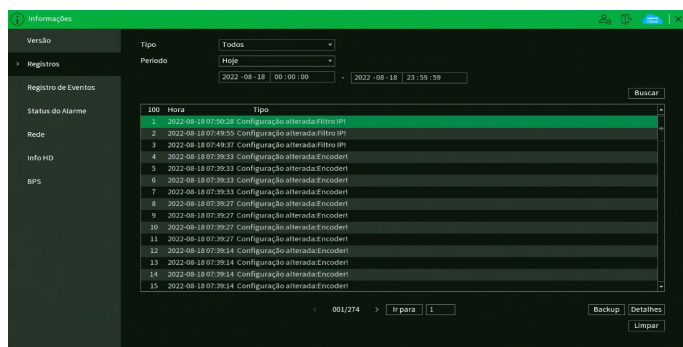 Informações
Versão
Registros
Registro de Eventos
Status do Alarme
Rede
Info HD
BPS
Tipo Todos
Período Hoje
2022 -08 -18 00 : 00 : 00 - 2022 -08 -18 23 : 59 : 59
Buscar
100 Hora Tipo
1 2022-08-18 07:50:28 Configuração alterada:Filtro IP!
2 2022-08-18 07:49:55 Configuração alterada:Filtro IP!
3 2022-08-18 07:49:37 Configuração alterada:Filtro IP!
4 2022-08-18 07:39:33 Configuração alterada:Encoder!
5 2022-08-18 07:39:33 Configuração alterada:Encoder!
6 2022-08-18 07:39:33 Configuração alterada:Encoder!
7 2022-08-18 07:39:33 Configuração alterada:Encoder!
8 2022-08-18 07:39:27 Configuração alterada:Encoder!
9 2022-08-18 07:39:27 Configuração alterada:Encoder!
10 2022-08-18 07:39:27 Configuração alterada:Encoder!
11 2022-08-18 07:39:27 Configuração alterada:Encoder!
12 2022-08-18 07:39:14 Configuração alterada:Encoder!
13 2022-08-18 07:39:14 Configuração alterada:Encoder!
14 2022-08-18 07:39:14 Configuração alterada:Encoder!
15 2022-08-18 07:39:14 Configuração alterada:Encoder!
< 001/274 > Ir para 1
Backup Detalhes
Limpar